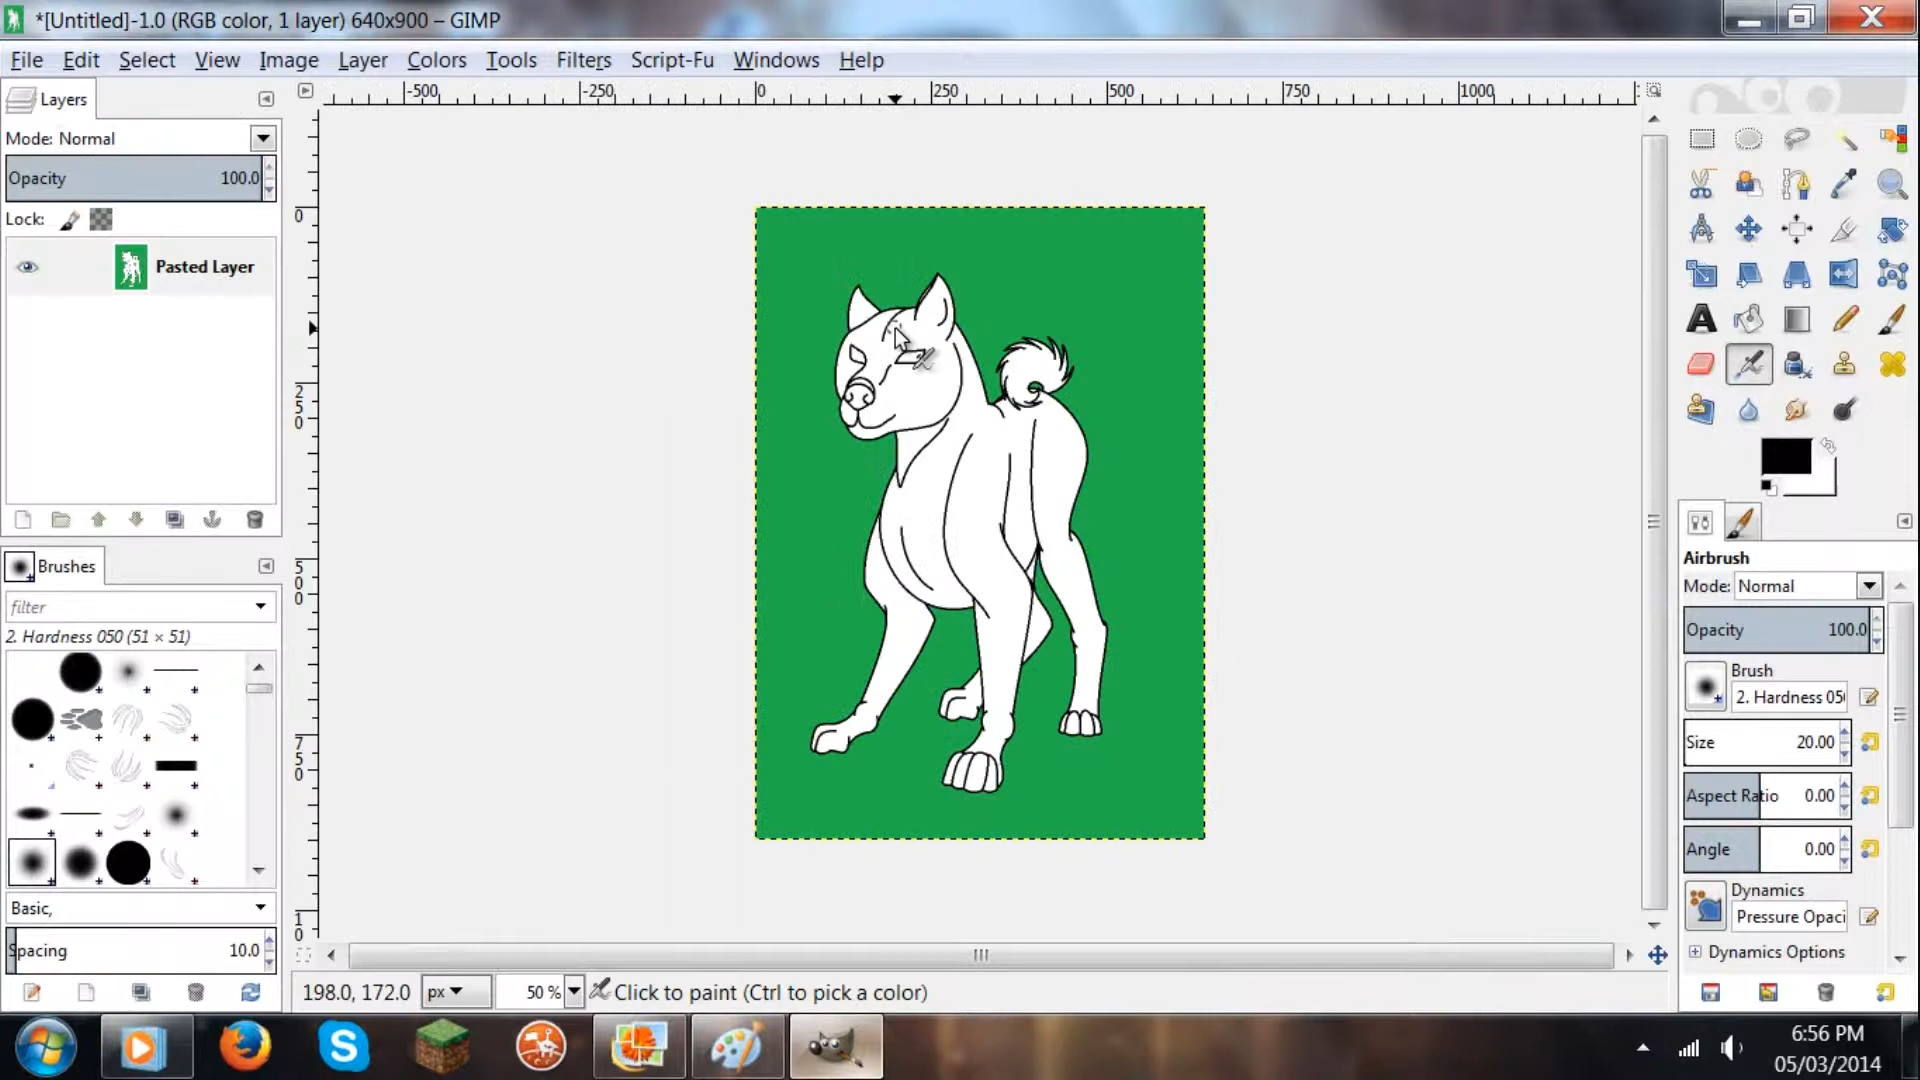 *[Untitled]-1.0 (RGB color, 1 layer) 640x900 – GIMP
File Edit Select View Image Layer Colors Tools Filters Script-Fu Windows Help
Layers
Mode: Normal
Opacity 100.0
Lock:
Pasted Layer
Brushes
filter
2. Hardness 050 (51 × 51)
Basic,
Spacing 10.0
-500 -250 0 250 500 750 1000
0
250
500
750
10
198.0, 172.0 px 50 % Click to paint (Ctrl to pick a color)
Airbrush
Mode: Normal
Opacity 100.0
Brush
2. Hardness 05
Size 20.00
Aspect Ratio 0.00
Angle 0.00
Dynamics
Pressure Opaci
Dynamics Options
6:56 PM
05/03/2014